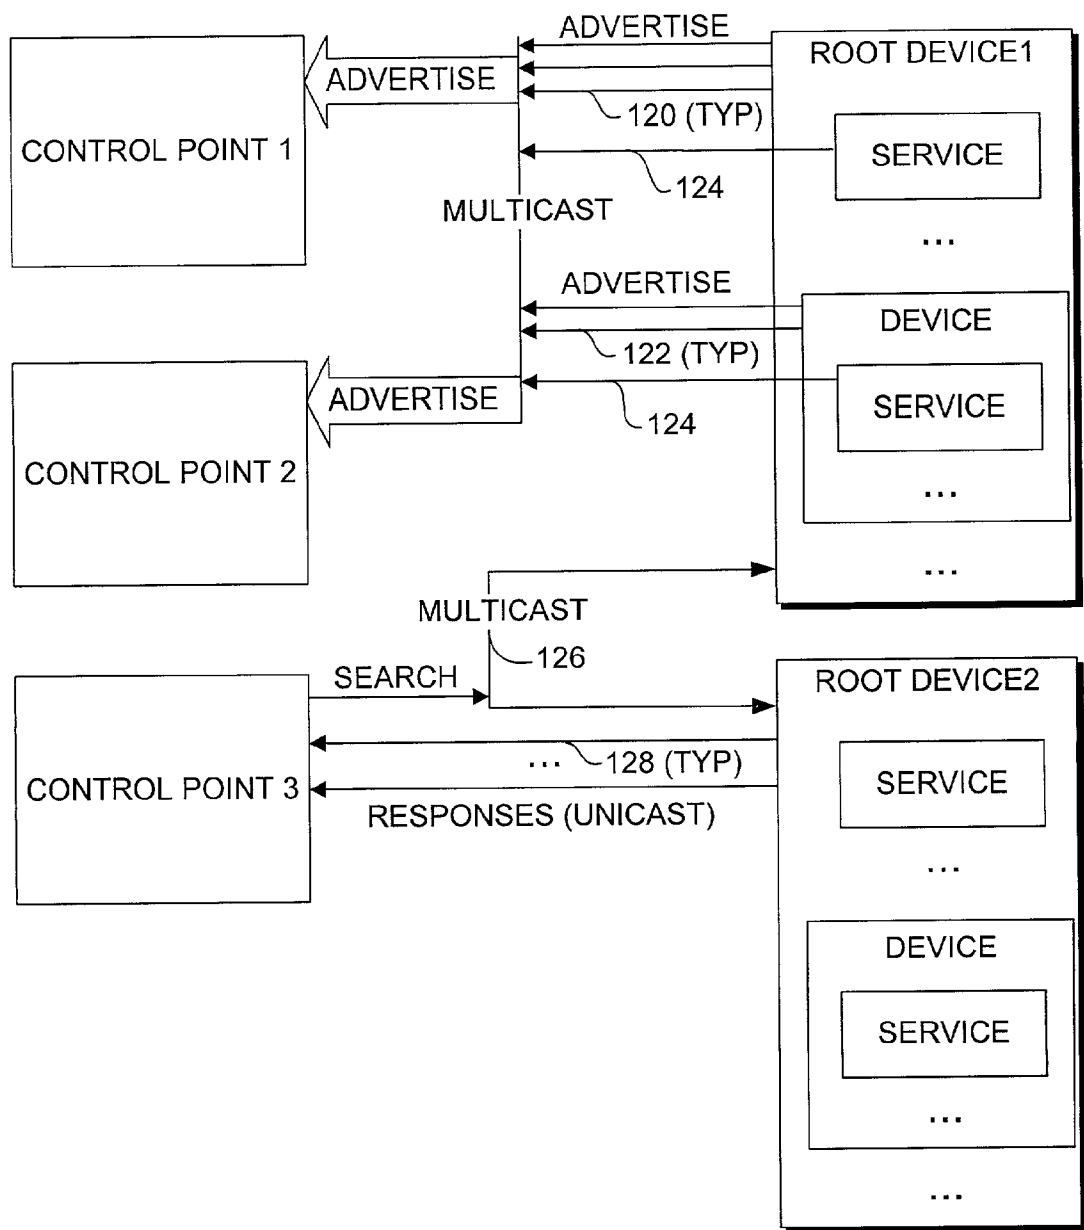 ADVERTISE
ROOT DEVICE1
ADVERTISE
120 (TYP)
CONTROL POINT 1
SERVICE
124
MULTICAST
...
ADVERTISE
DEVICE
122 (TYP)
ADVERTISE
SERVICE
124
CONTROL POINT 2
...
...
MULTICAST
126
SEARCH
ROOT DEVICE2
... 128 (TYP)
CONTROL POINT 3
SERVICE
RESPONSES (UNICAST)
...
DEVICE
SERVICE
...
...